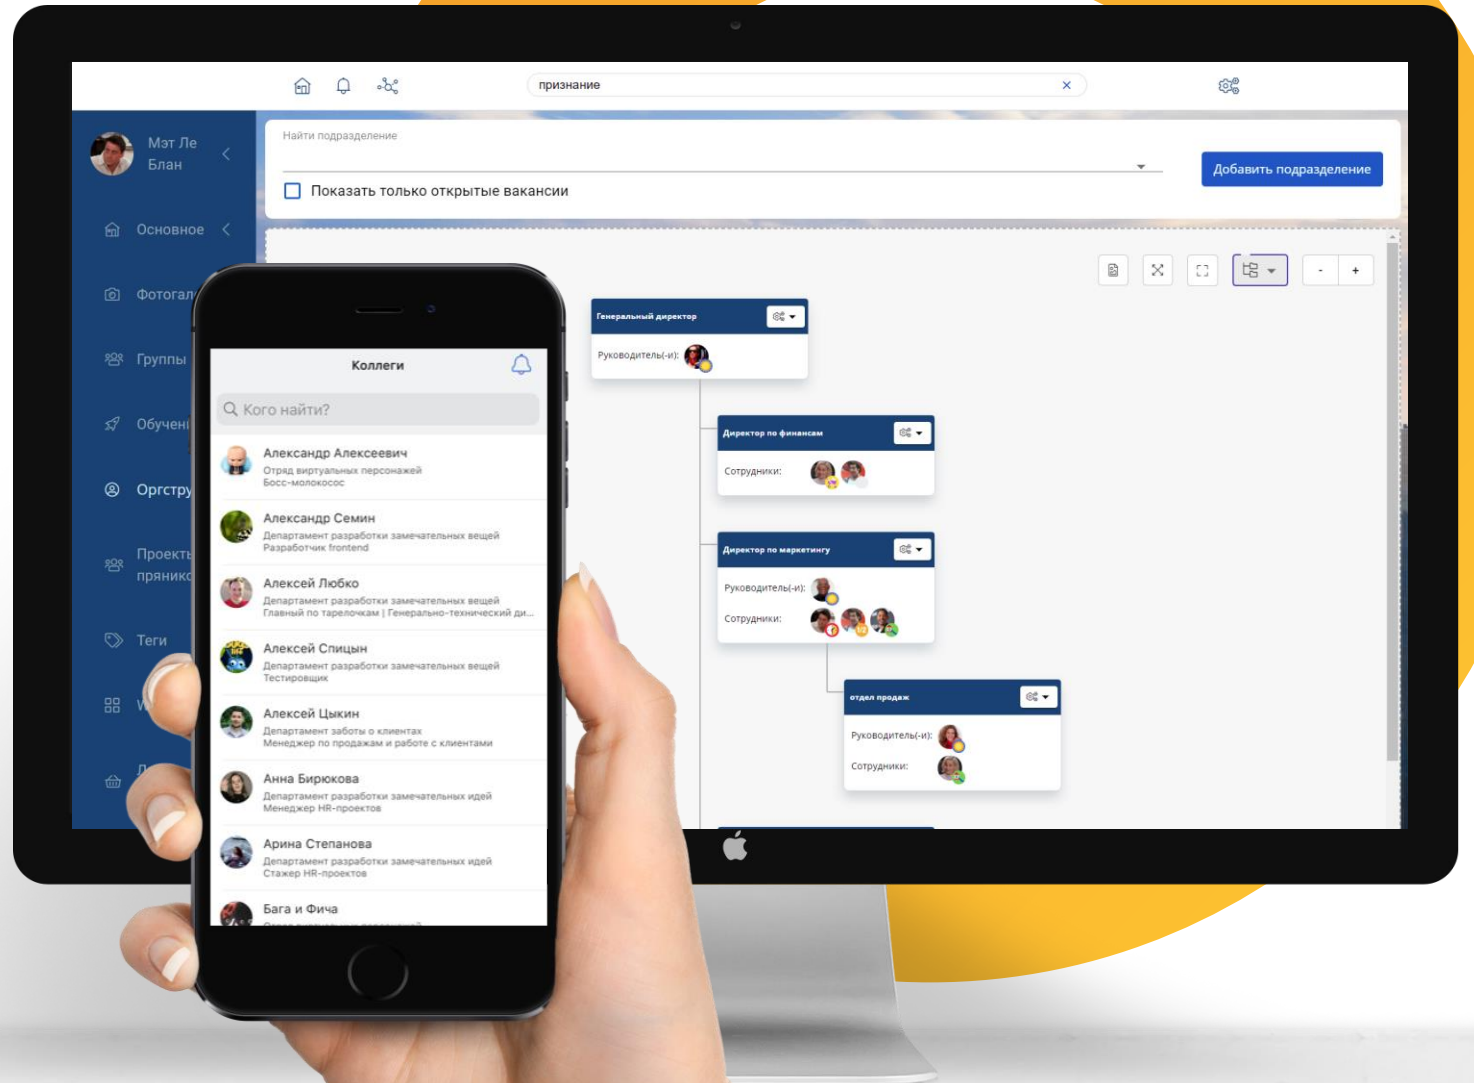 признание
Мэт Ле
Блан
Найти подразделение
Показать только открытые вакансии
Добавить подразделение
Основное
Фотогал
Группы
Обучен
Оргстру
Проекты
прянико
Теги
W
- +
Генеральный директор
Руководитель(-и):
Директор по финансам
Сотрудники:
Директор по маркетингу
Руководитель(-и):
Сотрудники:
отдел продаж
Руководитель(-и):
Сотрудники:
Коллеги
Кого найти?
Александр Алексеевич
Отряд виртуальных персонажей
Босс-молокосос
Александр Семин
Департамент разработки замечательных вещей
Разработчик frontend
Алексей Любко
Департамент разработки замечательных вещей
Главный по тарелочкам | Генерально-технический ди...
Алексей Спицын
Департамент разработки замечательных вещей
Тестировщик
Алексей Цыкин
Департамент заботы о клиентах
Менеджер по продажам и работе с клиентами
Анна Бирюкова
Департамент разработки замечательных идей
Менеджер HR-проектов
Арина Степанова
Департамент разработки замечательных идей
Стажер HR-проектов
Бага и Фича